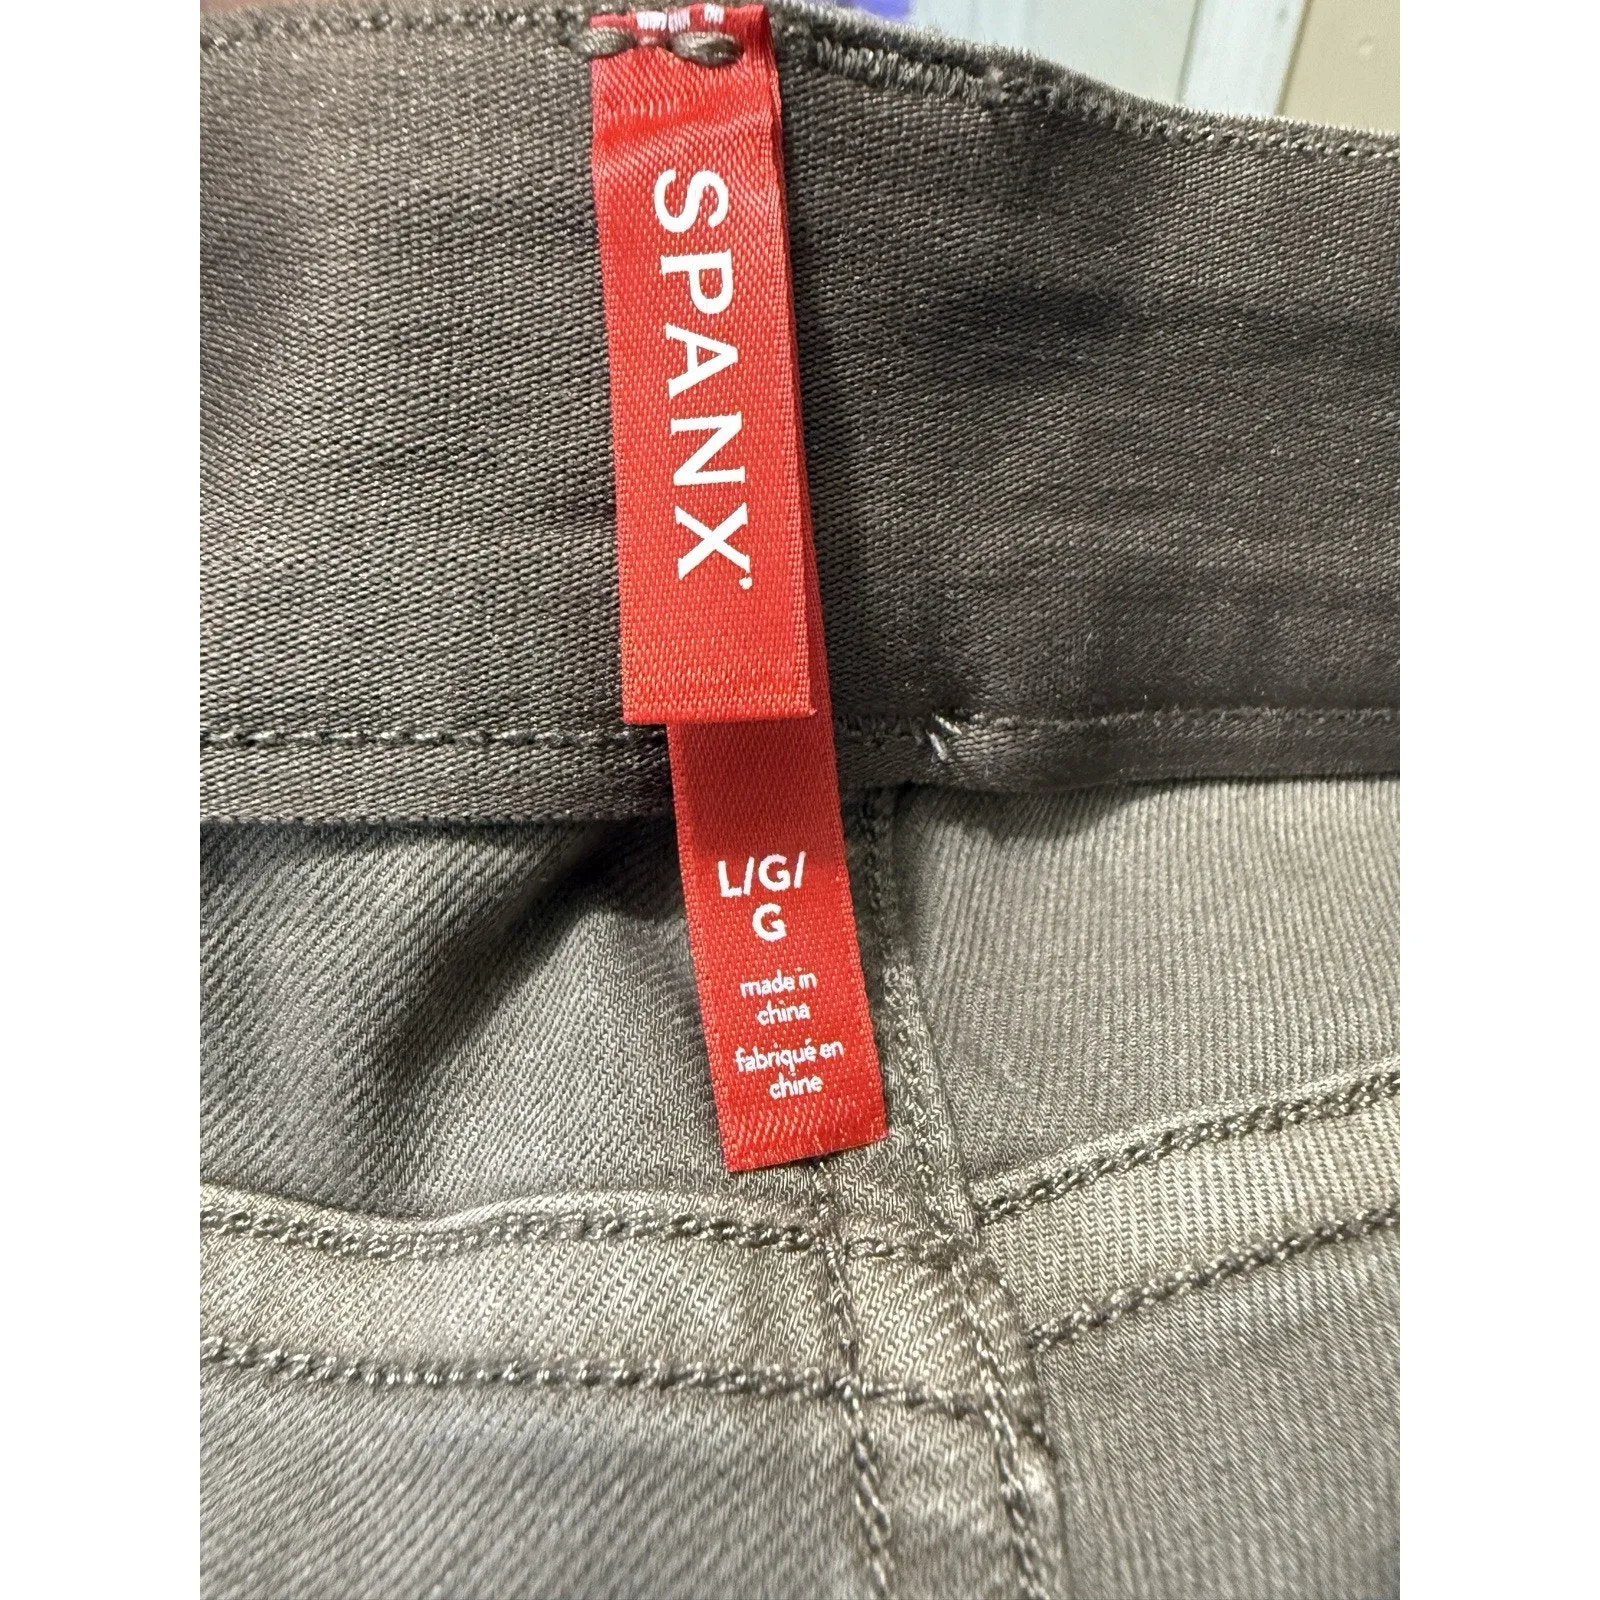 SPANX
L/G/
G
made in
china
fabriqué en
chine